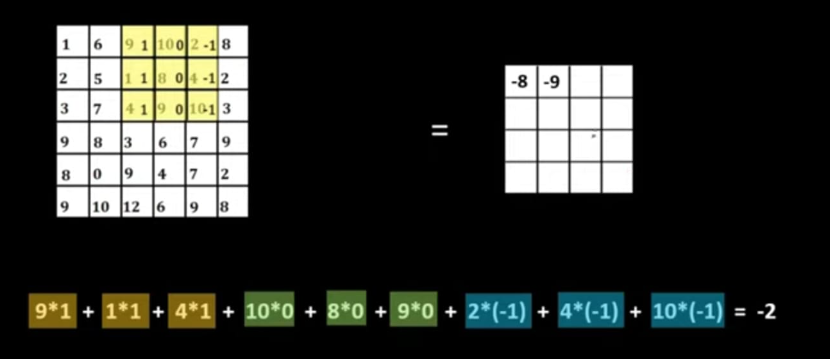 1 6 9 1 10 0 2 -1 8
2 5 1 1 8 0 4 -1 2
3 7 4 1 9 0 10 -1 3
9 8 3 6 7 9
8 0 9 4 7 2
9 10 12 6 9 8
=
-8 -9
9*1 + 1*1 + 4*1 + 10*0 + 8*0 + 9*0 + 2*(-1) + 4*(-1) + 10*(-1) = -2